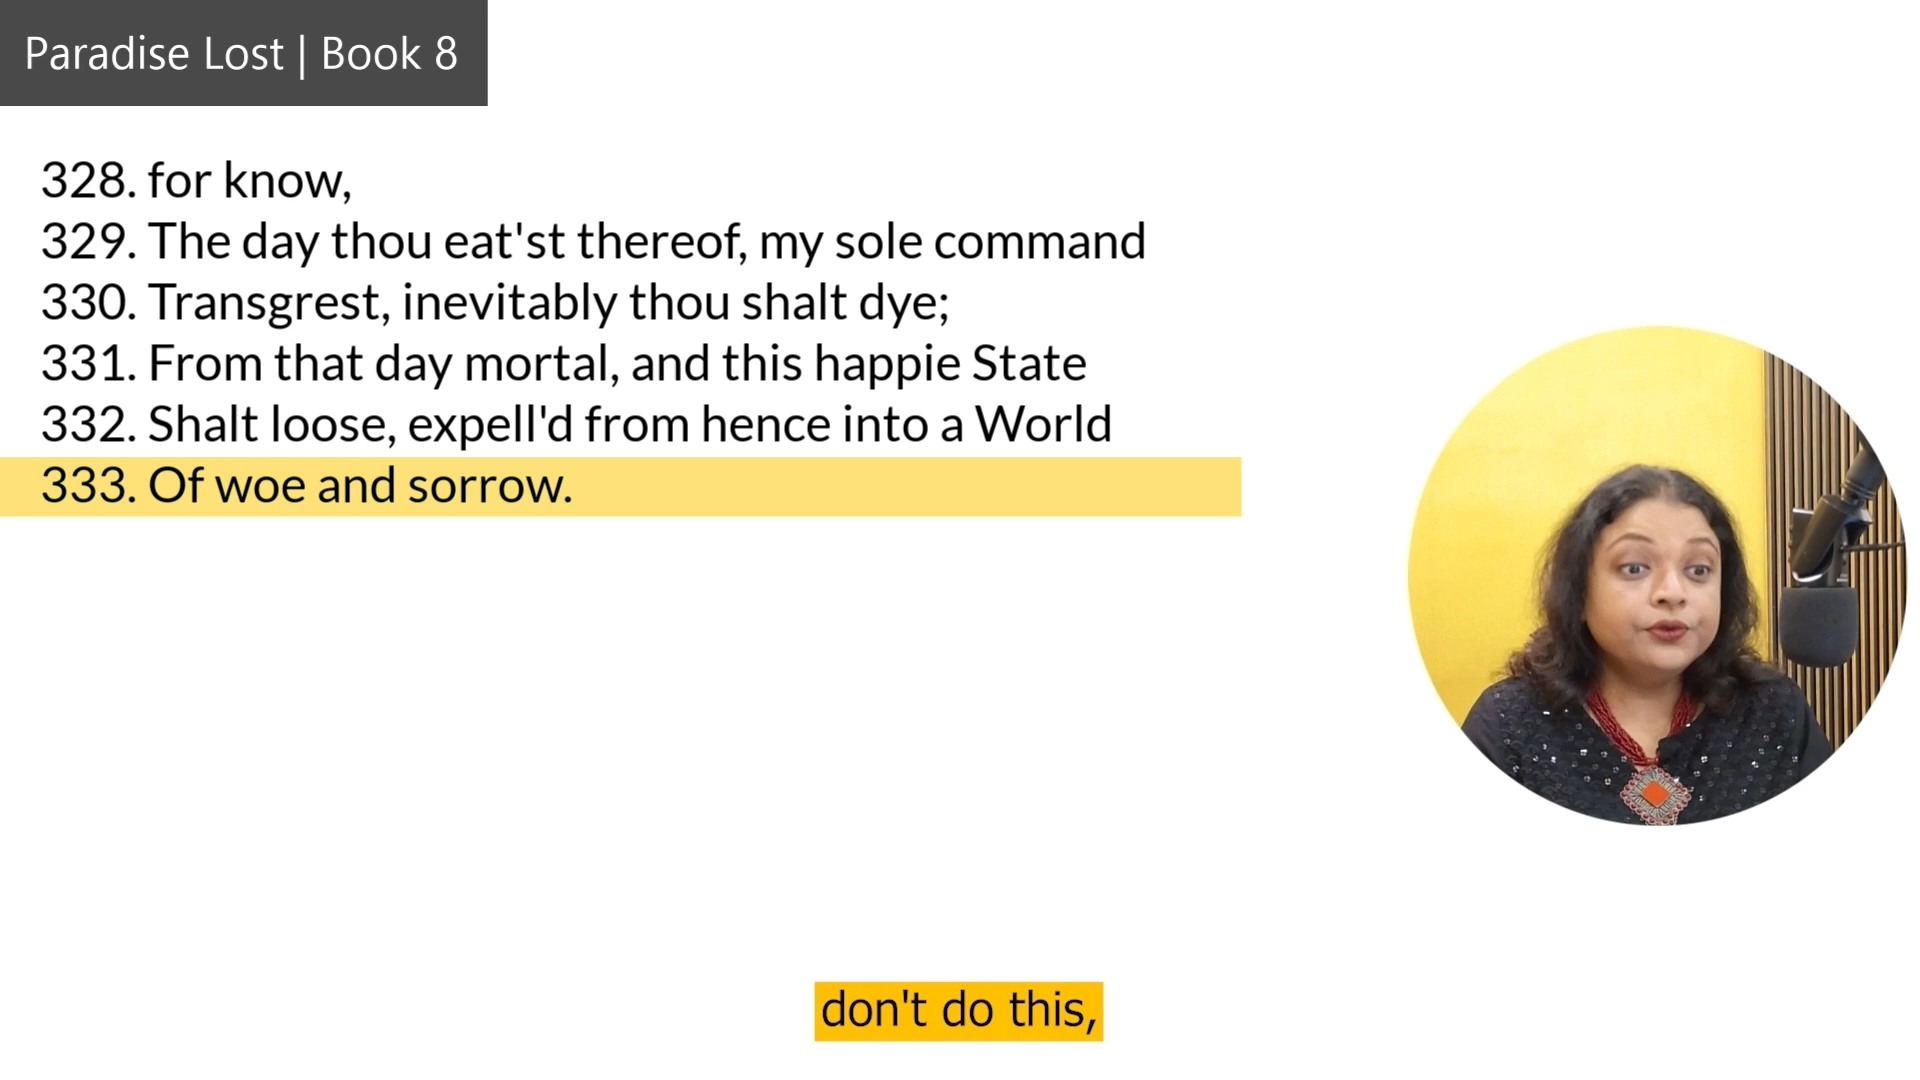 Paradise Lost | Book 8
328. for know,
329. The day thou eat'st thereof, my sole command
330. Transgrest, inevitably thou shalt dye;
331. From that day mortal, and this happie State
332. Shalt loose, expell'd from hence into a World
333. Of woe and sorrow.
don't do this,